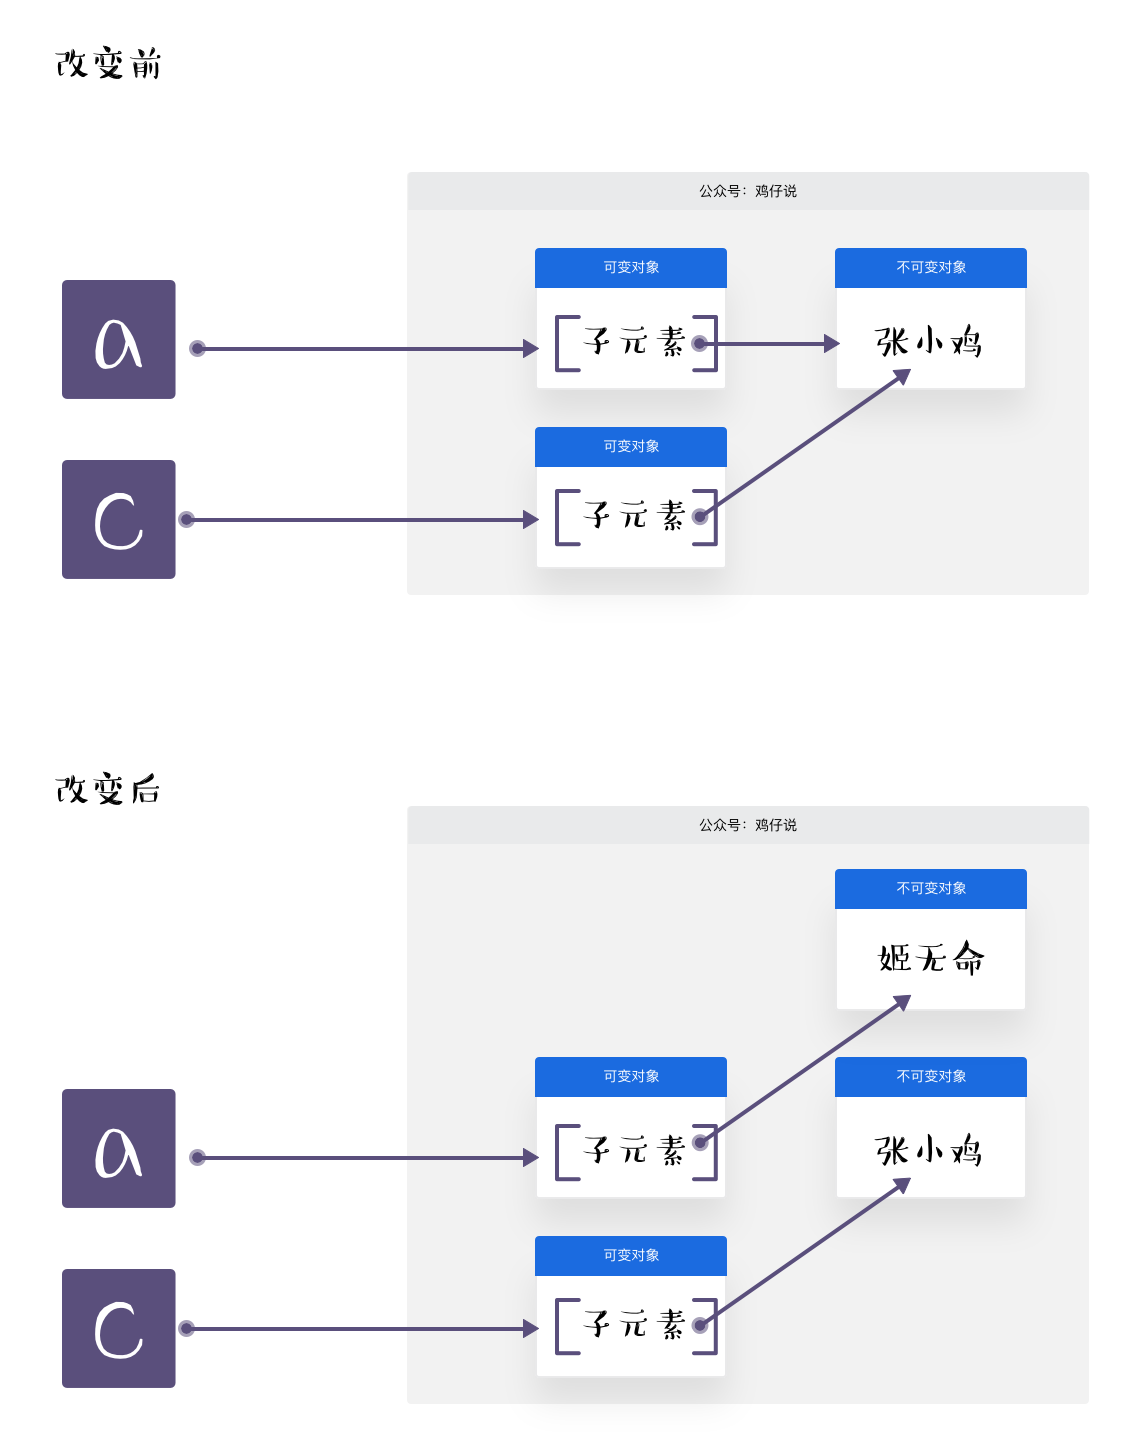 改变前
公众号：鸡仔说
可变对象
不可变对象
a
[子元素]
张小鸡
可变对象
C
[子元素]
改变后
公众号：鸡仔说
不可变对象
姬无命
可变对象
不可变对象
a
[子元素]
张小鸡
可变对象
C
[子元素]